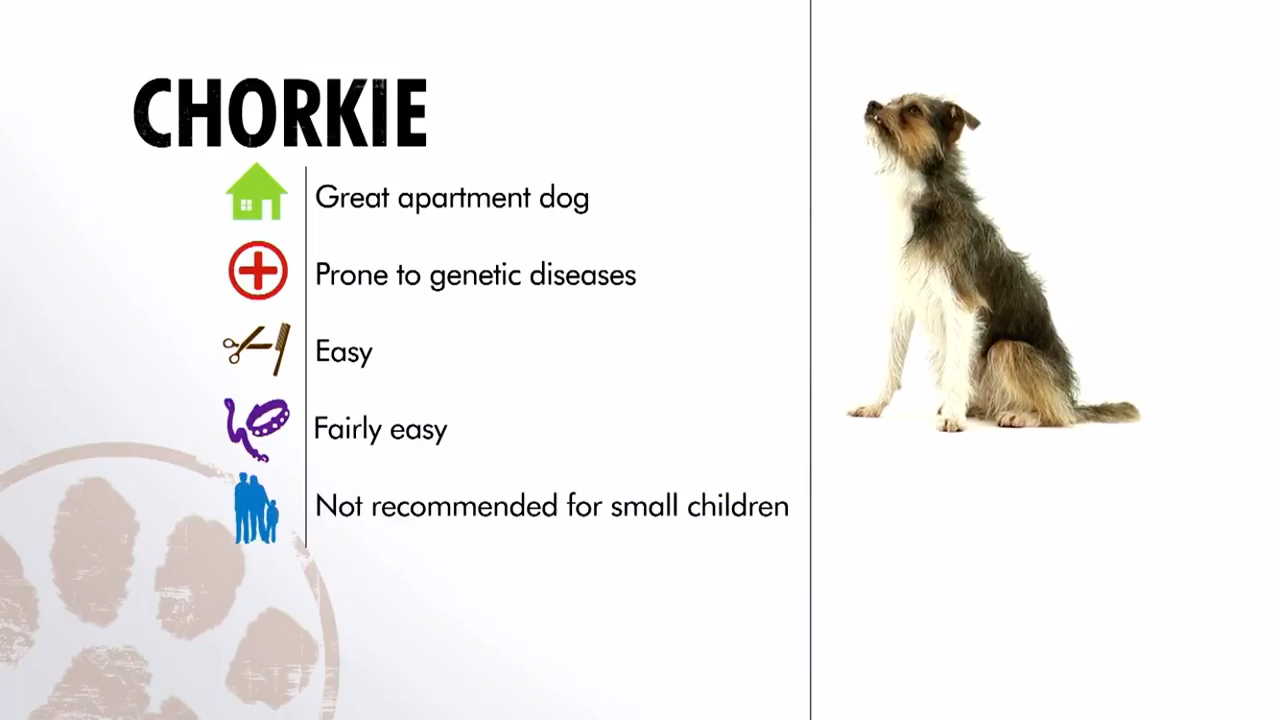 CHORKIE
Great apartment dog
Prone to genetic diseases
Easy
Fairly easy
Not recommended for small children